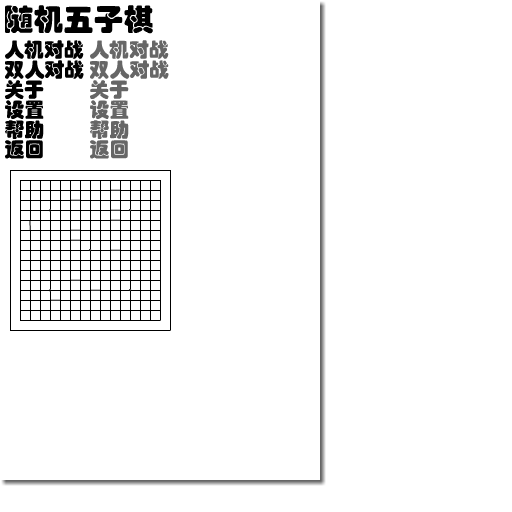 随机五子棋
人机对战 人机对战
双人对战 双人对战
关于 关于
设置 设置
帮助 帮助
返回 返回